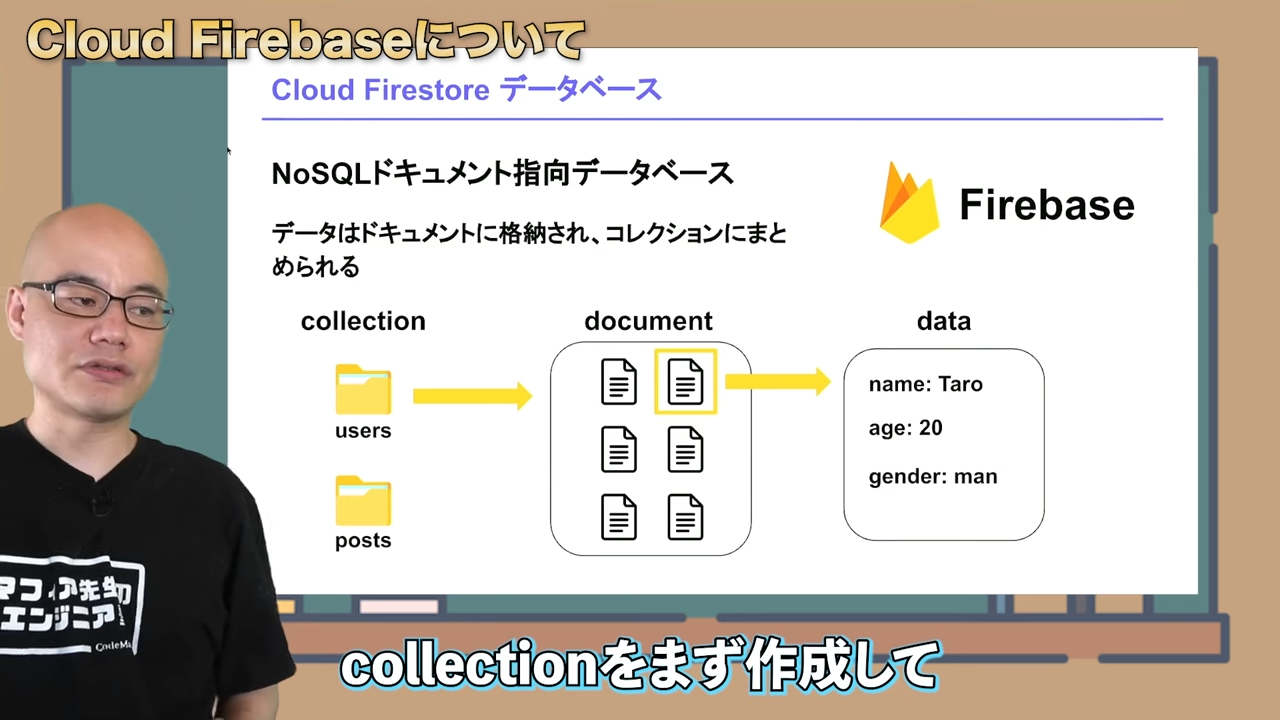 Cloud Firebaseについて
Cloud Firestore データベース
NoSQLドキュメント指向データベース
データはドキュメントに格納され、コレクションにまと
められる
Firebase
collection
document
data
users
posts
name: Taro
age: 20
gender: man
マフィア先生の
エンジニア
collectionをまず作成して